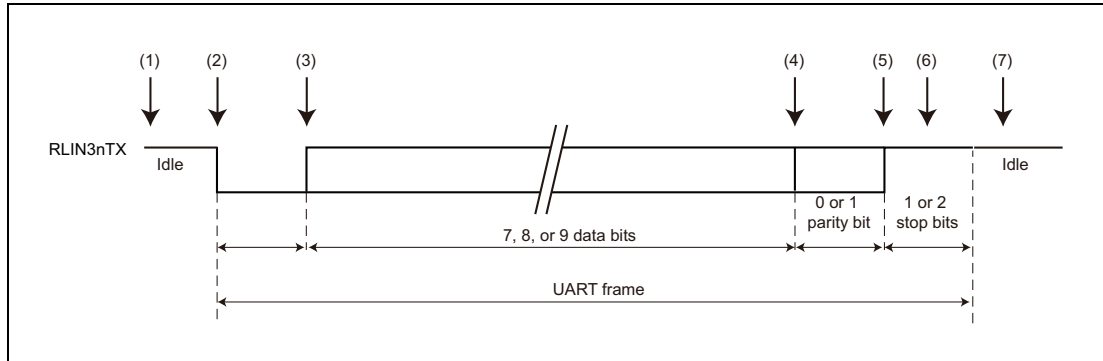 (1) (2) (3) (4) (5) (6) (7)
RLIN3nTX
Idle
Idle
0 or 1
parity bit
1 or 2
stop bits
7, 8, or 9 data bits
UART frame